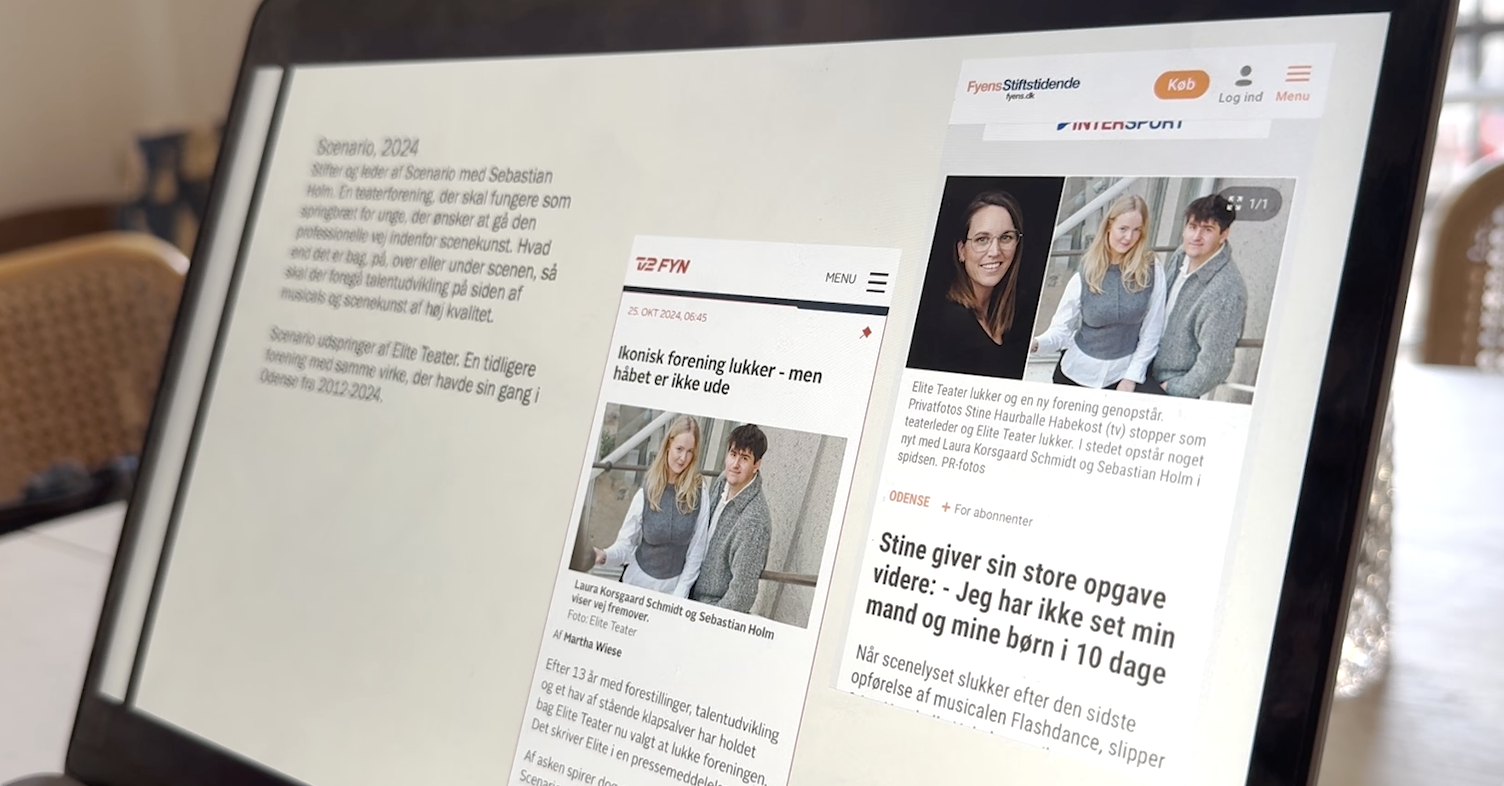 Scenario, 2024
Stifter og leder af Scenario med Sebastian
Holm. En teaterforening, der skal fungere som
springbræt for unge, der ønsker at gå den
professionelle vej indenfor scenekunst. Hvad
end det er bag, på, over eller under scenen, så
skal der foregå talentudvikling på siden af
musicals og scenekunst af høj kvalitet.
Scenario udspringer af Elite Teater. En tidligere
forening med samme virke, der havde sin gang i
Odense fra 2012-2024.
TV2 FYN
MENU
25. OKT 2024, 06:45
Ikonisk forening lukker - men
håbet er ikke ude
Laura Korsgaard Schmidt og Sebastian Holm
viser vej fremover.
Foto: Elite Teater
Af Martha Wiese
Efter 13 år med forestillinger, talentudvikling
og et hav af stående klapsalver har holdet
bag Elite Teater nu valgt at lukke foreningen.
Det skriver Elite i en
Af asken spirer
FyensStiftstidende
fyens.dk
Køb
Log ind
Menu
INTERSPORT
1/1
Elite Teater lukker og en ny forening genopstår.
Privatfotos Stine Haurballe Habekost (tv) stopper som
teaterleder og Elite Teater lukker. I stedet opstår noget
nyt med Laura Korsgaard Schmidt og Sebastian Holm i
spidsen. PR-fotos
ODENSE + For abonnenter
Stine giver sin store opgave
videre: - Jeg har ikke set min
mand og mine børn i 10 dage
Når scenelyset slukker efter den sidste
opførelse af musicalen Flashdance, slipper